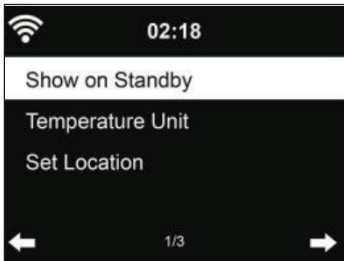 02:18
Show on Standby
Temperature Unit
Set Location
1/3